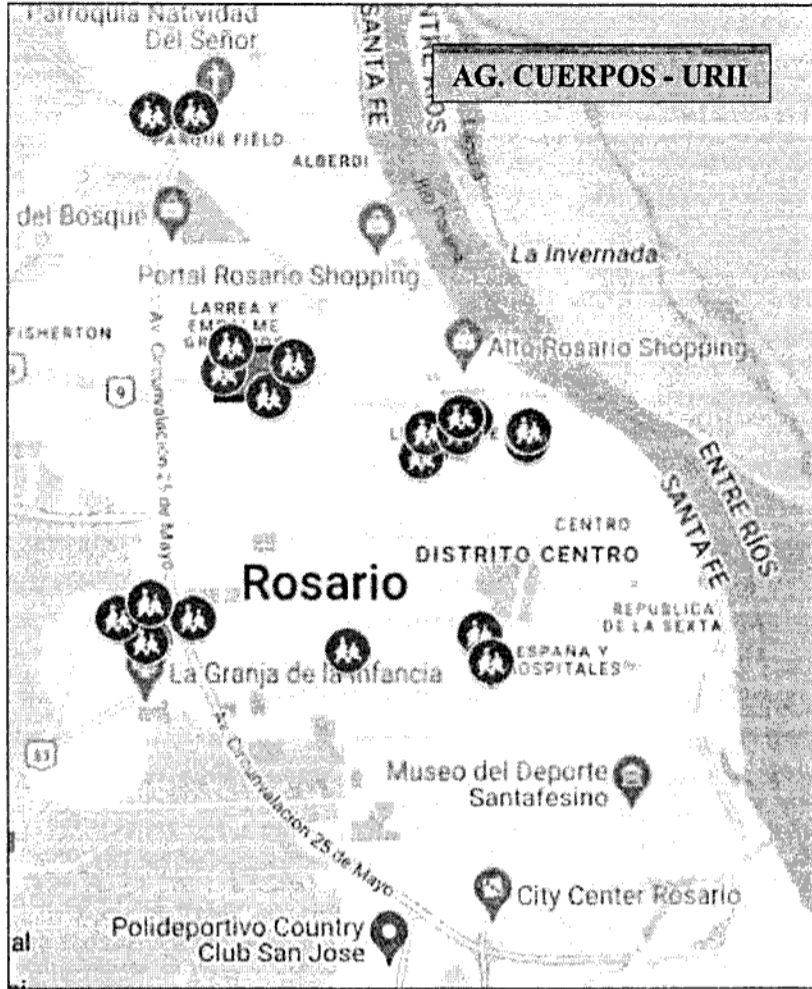 Parroquia Natividad
Del Señor
SANTA FE
AG. CUERPOS - URII
PARQUE FIELD
ALBERDI
del Bosque
Portal Rosario Shopping
La Invernada
LARREA Y
FISHERTON
9
Alto Rosario Shopping
Av. Circunvalación 25 de Mayo
ENTRE RÍOS
SANTA FE
CENTRO
DISTRITO CENTRO
Rosario
REPUBLICA
DE LA SEXTA
ESPAÑA Y
HOSPITALES
La Granja de la Infancia
Av. Circunvalación 25 de Mayo
Museo del Deporte
Santafesino
City Center Rosario
Polideportivo Country
Club San Jose
al